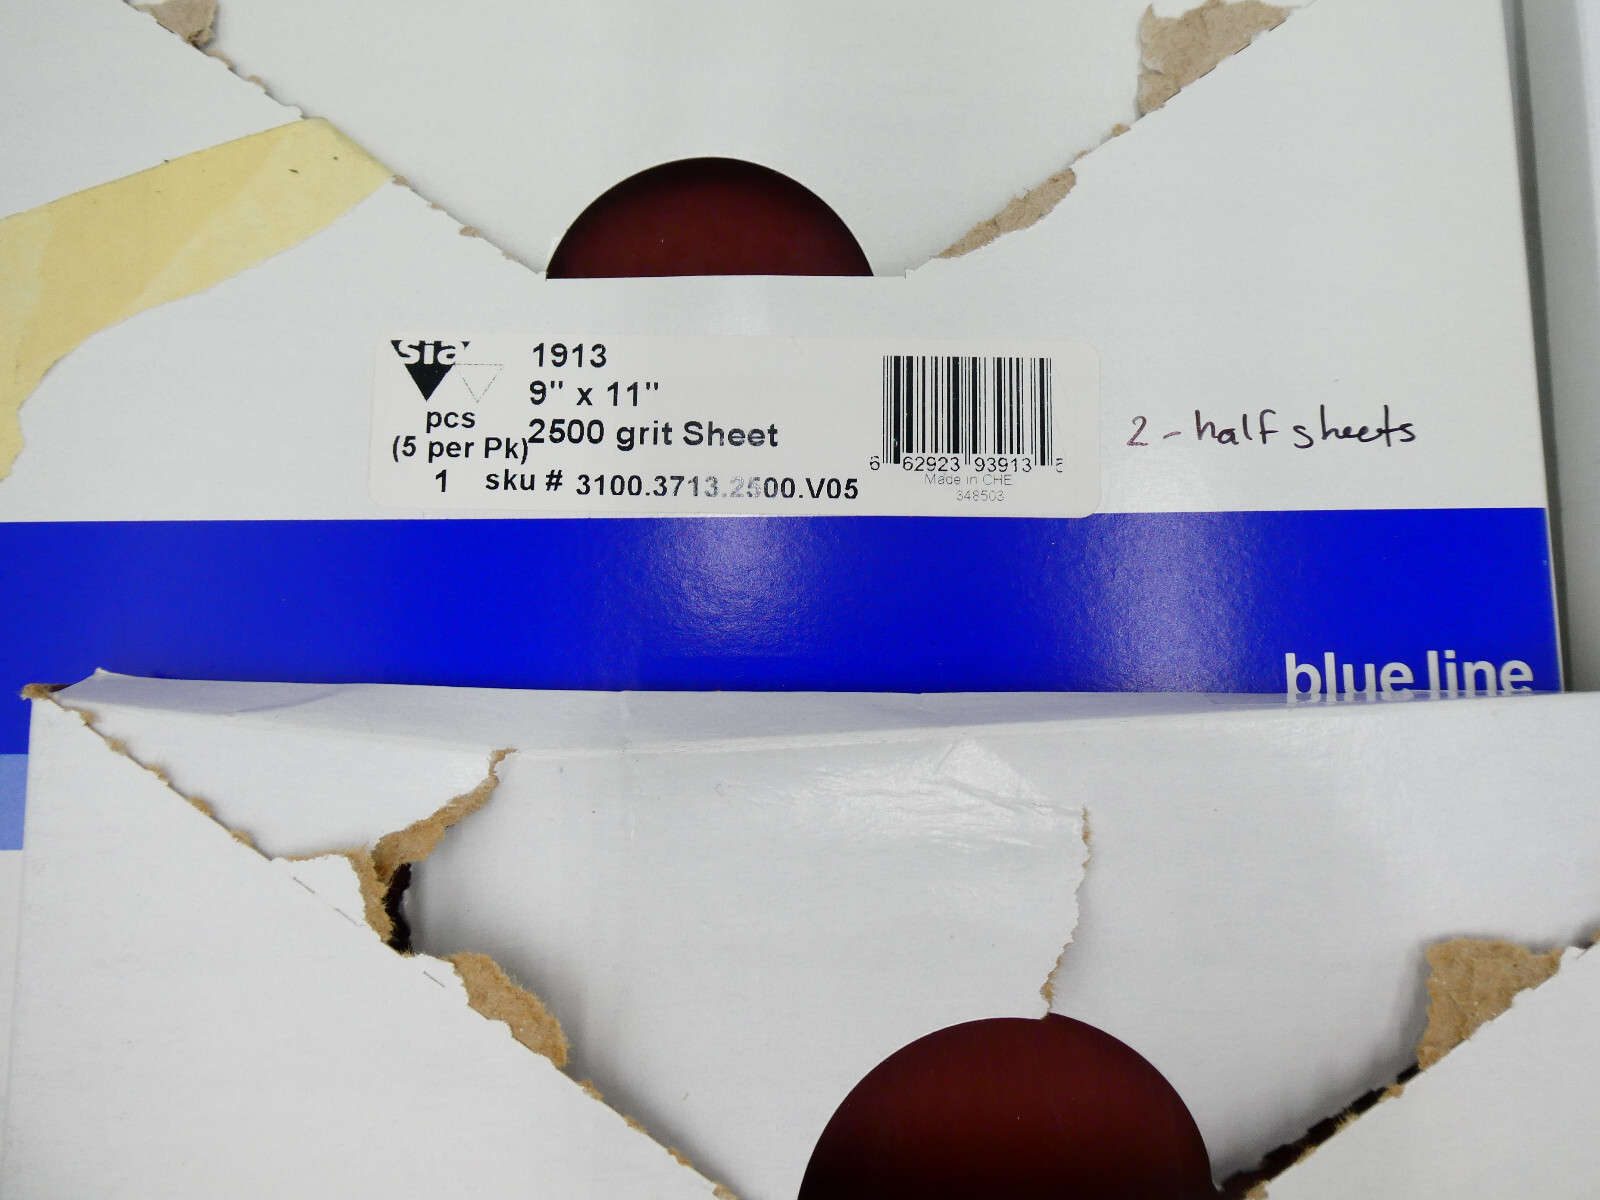 sia
1913
9" x 11"
pcs
2500 grit Sheet
(5 per Pk)
1 sku # 3100.3713.2500.V05
6 62923 93913 5
Made in CHE
348503
2 - half sheets
blue line